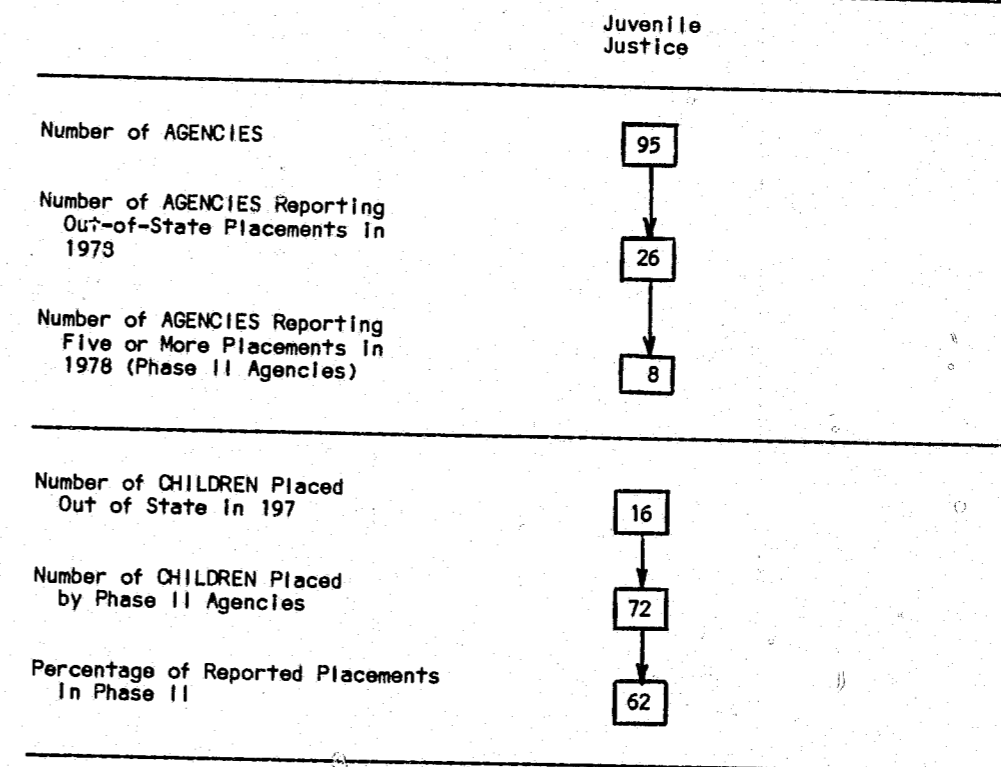 Juvenile
Justice
Number of AGENCIES
95
Number of AGENCIES Reporting
Out-of-State Placements in
1978
26
Number of AGENCIES Reporting
Five or More Placements in
1978 (Phase II Agencies)
8
Number of CHILDREN Placed
Out of State in 197
16
Number of CHILDREN Placed
by Phase II Agencies
72
Percentage of Reported Placements
in Phase II
62